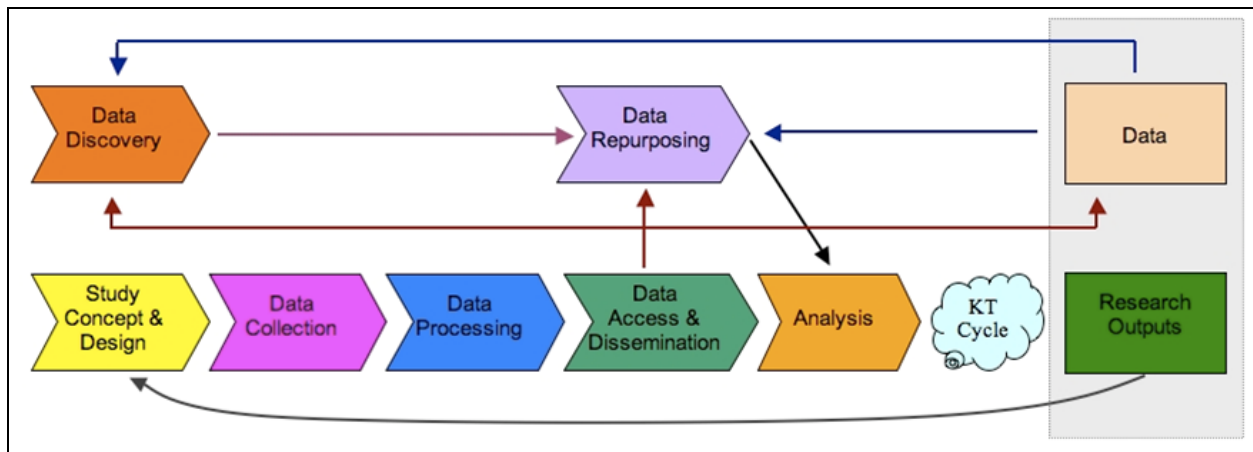 Data
Discovery
Data
Repurposing
Data
Study
Concept &
Design
Data
Collection
Data
Processing
Data
Access &
Dissemination
Analysis
KT
Cycle
Research
Outputs